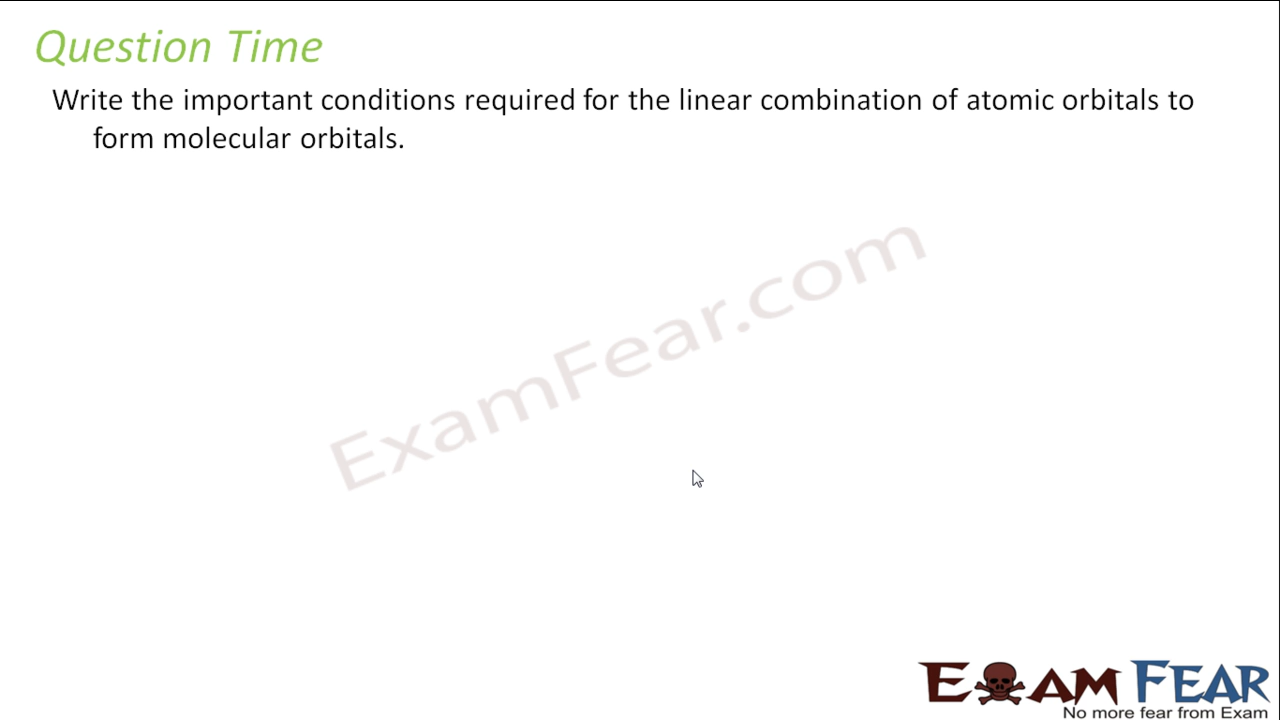 Question Time
Write the important conditions required for the linear combination of atomic orbitals to
form molecular orbitals.
ExamFear.com
EXAM FEAR
No more fear from Exam